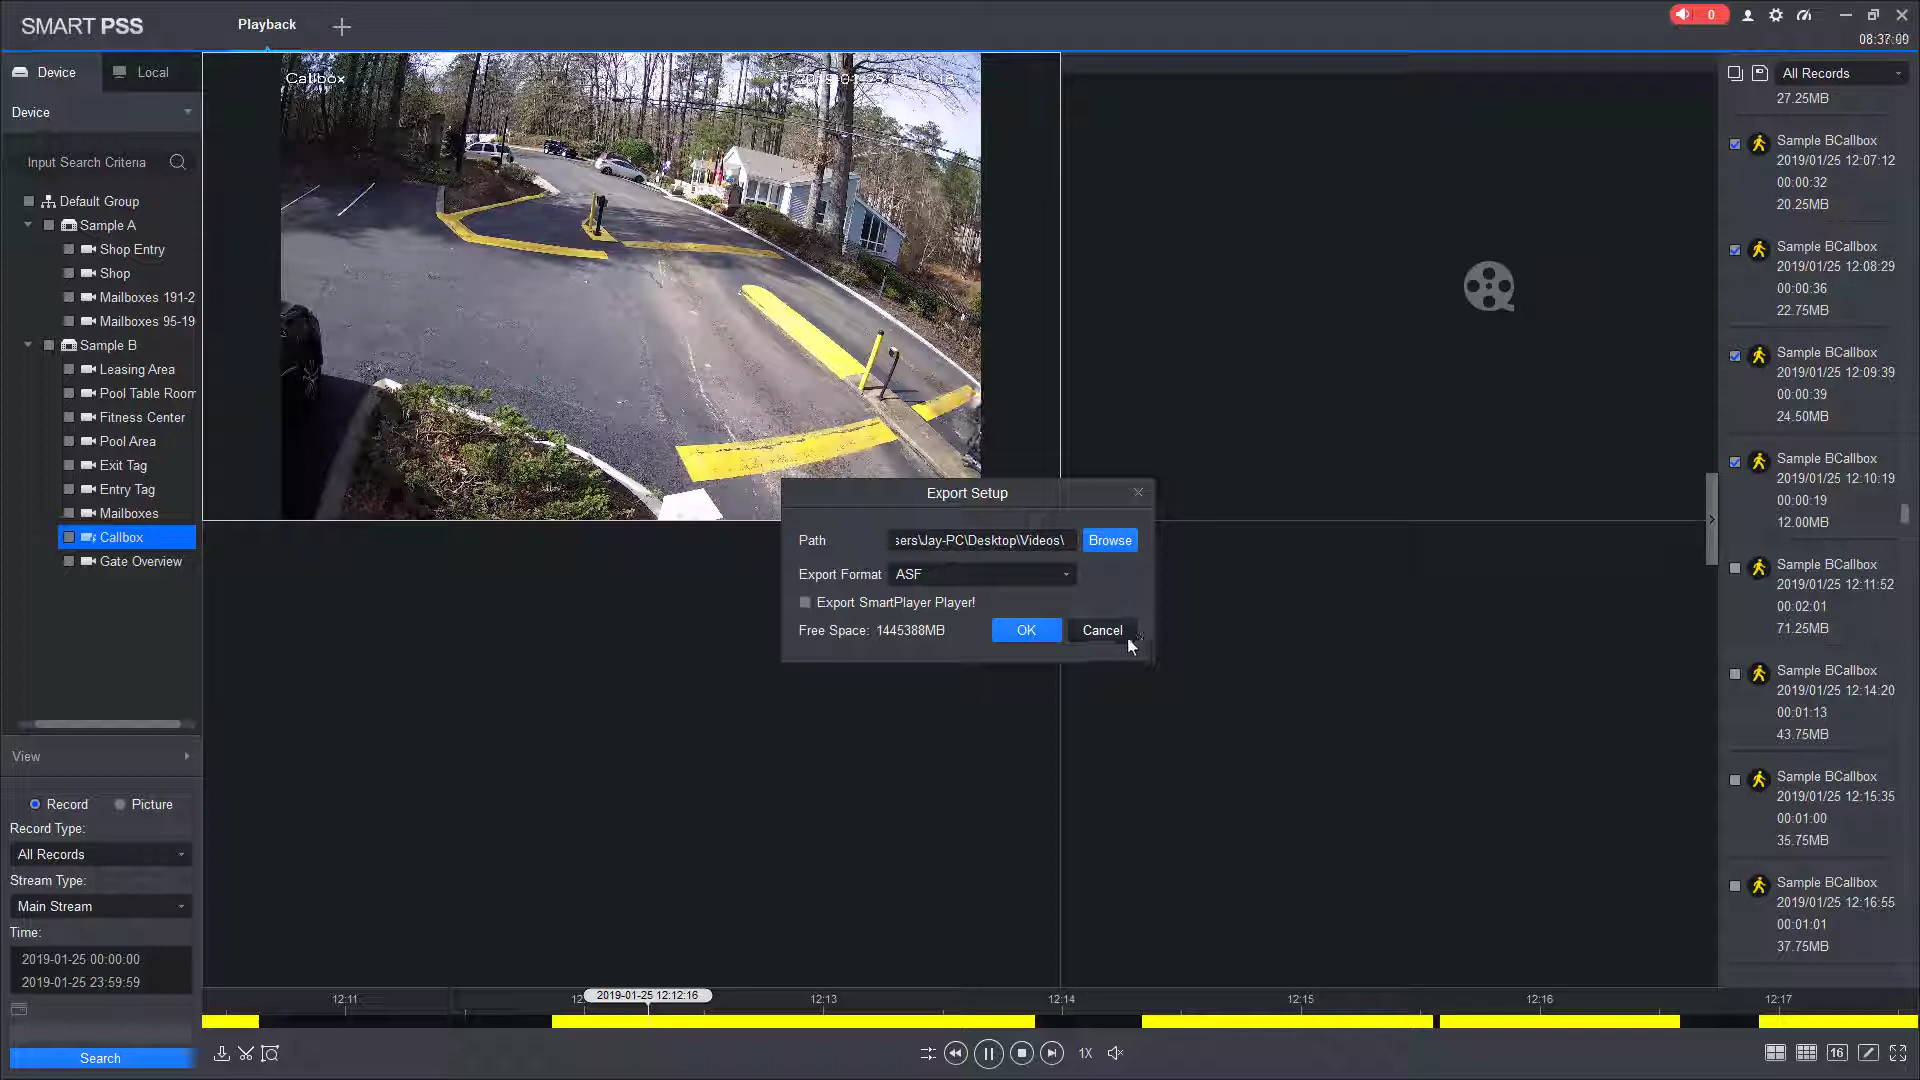 SMART PSS
Playback
0
08:37:00
Device
Local
Device
Input Search Criteria
Default Group
Sample A
Shop Entry
Shop
Mailboxes 191-2
Mailboxes 95-19
Sample B
Leasing Area
Pool Table Room
Fitness Center
Pool Area
Exit Tag
Entry Tag
Mailboxes
Callbox
Gate Overview
View
Record
Picture
Record Type:
All Records
Stream Type:
Main Stream
Time:
2019-01-25 00:00:00
2019-01-25 23:59:59
Search
Callbox
Export Setup
Path
sers\Jay-PC\Desktop\Videos\
Browse
Export Format
ASF
Export SmartPlayer Player!
Free Space: 1445388MB
OK
Cancel
12:11
2019-01-25 12:12:16
12:13
12:14
12:15
12:16
12:17
1X
16
All Records
27.25MB
Sample BCallbox
2019/01/25 12:07:12
00:00:32
20.25MB
Sample BCallbox
2019/01/25 12:08:29
00:00:36
22.75MB
Sample BCallbox
2019/01/25 12:09:39
00:00:39
24.50MB
Sample BCallbox
2019/01/25 12:10:19
00:00:19
12.00MB
Sample BCallbox
2019/01/25 12:11:52
00:02:01
71.25MB
Sample BCallbox
2019/01/25 12:14:20
00:01:13
43.75MB
Sample BCallbox
2019/01/25 12:15:35
00:01:00
35.75MB
Sample BCallbox
2019/01/25 12:16:55
00:01:01
37.75MB